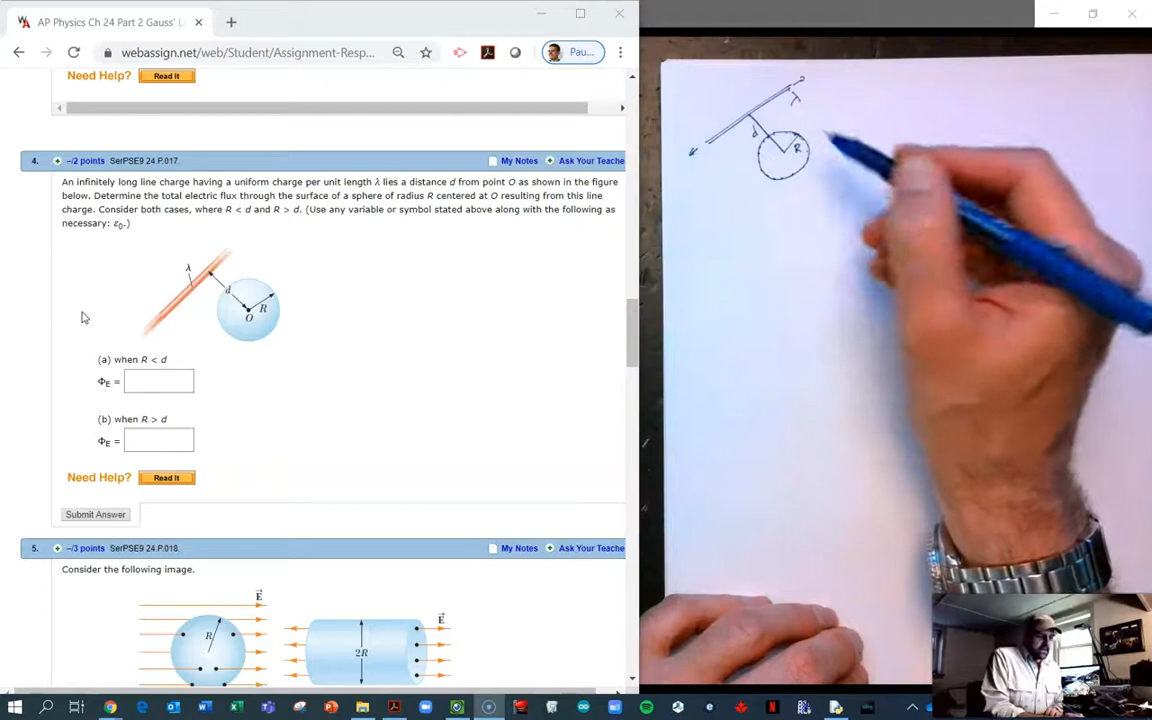 AP Physics Ch 24 Part 2 Gauss' L
webassign.net/web/Student/Assignment-Resp...
Pau...
Need Help? Read It
4. –/2 points SerPSE9 24.P.017. My Notes Ask Your Teache
An infinitely long line charge having a uniform charge per unit length λ lies a distance d from point O as shown in the figure
below. Determine the total electric flux through the surface of a sphere of radius R centered at O resulting from this line
charge. Consider both cases, where R < d and R > d. (Use any variable or symbol stated above along with the following as
necessary: ε0.)
λ
d
R
O
(a) when R < d
ΦE =
(b) when R > d
ΦE =
Need Help? Read It
Submit Answer
5. –/3 points SerPSE9 24.P.018. My Notes Ask Your Teache
Consider the following image.
E
E
R
2R
λ
d
R